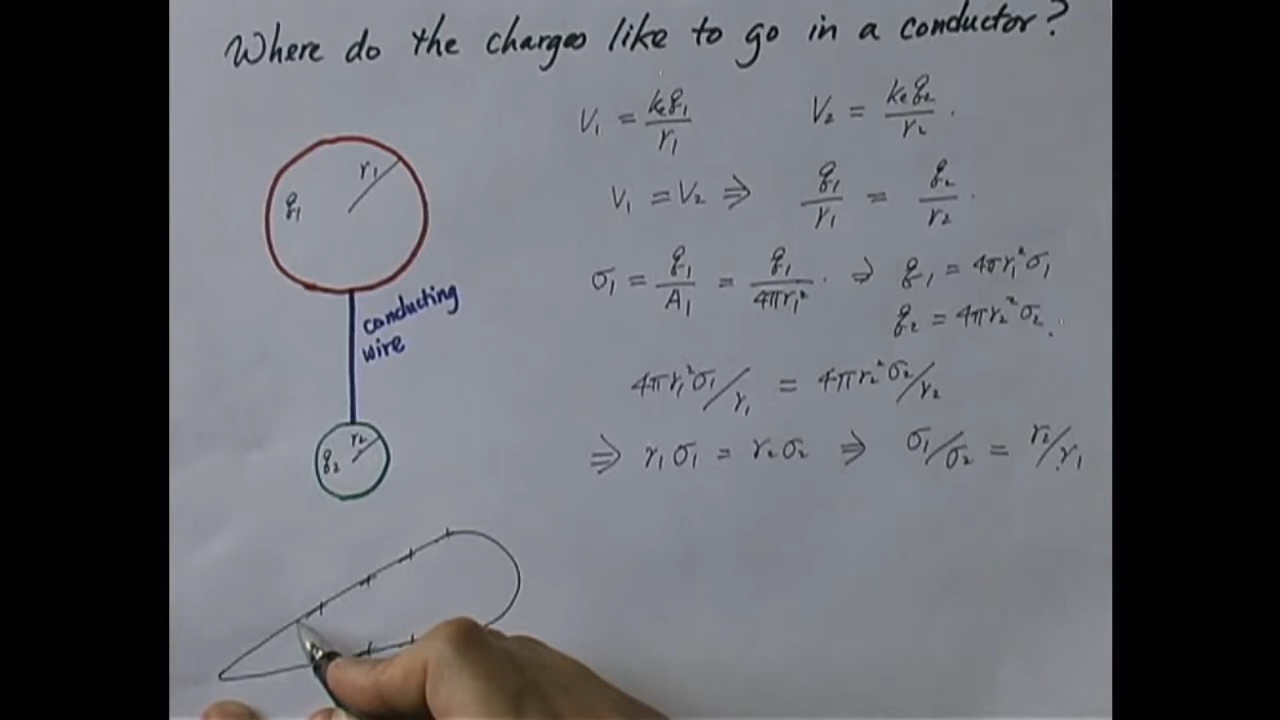 Where do the charges like to go in a conductor?
V₁ = kₑq₁/r₁    V₂ = kₑq₂/r₂.
r₁
q₁
V₁ = V₂ ⇒ q₁/r₁ = q₂/r₂.
σ₁ = q₁/A₁ = q₁/4πr₁². ⇒ q₁ = 4πr₁²σ₁
q₂ = 4πr₂²σ₂.
conducting
wire
4πr₁²σ₁/r₁ = 4πr₂²σ₂/r₂
r₂
q₂
⇒ r₁σ₁ = r₂σ₂ ⇒ σ₁/σ₂ = r₂/r₁